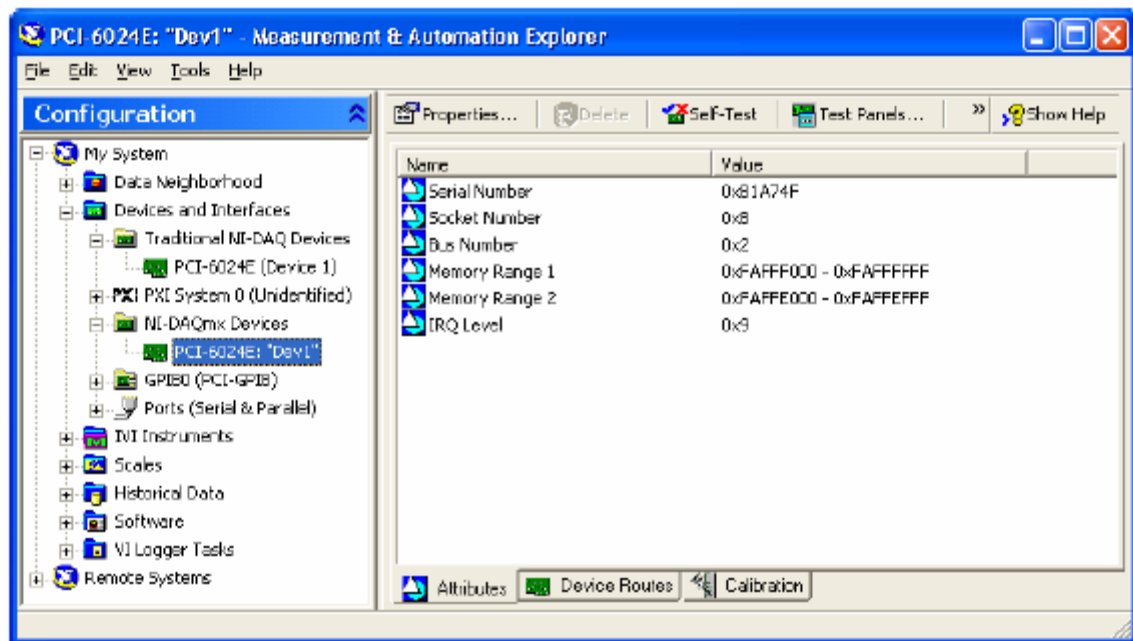 PCI-6024E: "Dev1" - Measurement & Automation Explorer
File Edit View Tools Help
Configuration
Properties... Delete Self-Test Test Panels... » Show Help
My System
Data Neighborhood
Devices and Interfaces
Traditional NI-DAQ Devices
PCI-6024E (Device 1)
PXI PXI System 0 (Unidentified)
NI-DAQmx Devices
PCI-6024E: "Dev1"
GPIB0 (PCI-GPIB)
Ports (Serial & Parallel)
IVI Instruments
Scales
Historical Data
Software
VI Logger Tasks
Remote Systems
Name Value
Serial Number 0x81A74F
Socket Number 0x8
Bus Number 0x2
Memory Range 1 0xFAFFF000 - 0xFAFFFFFF
Memory Range 2 0xFAFFE000 - 0xFAFFEFFF
IRQ Level 0x9
Attributes Device Routes Calibration